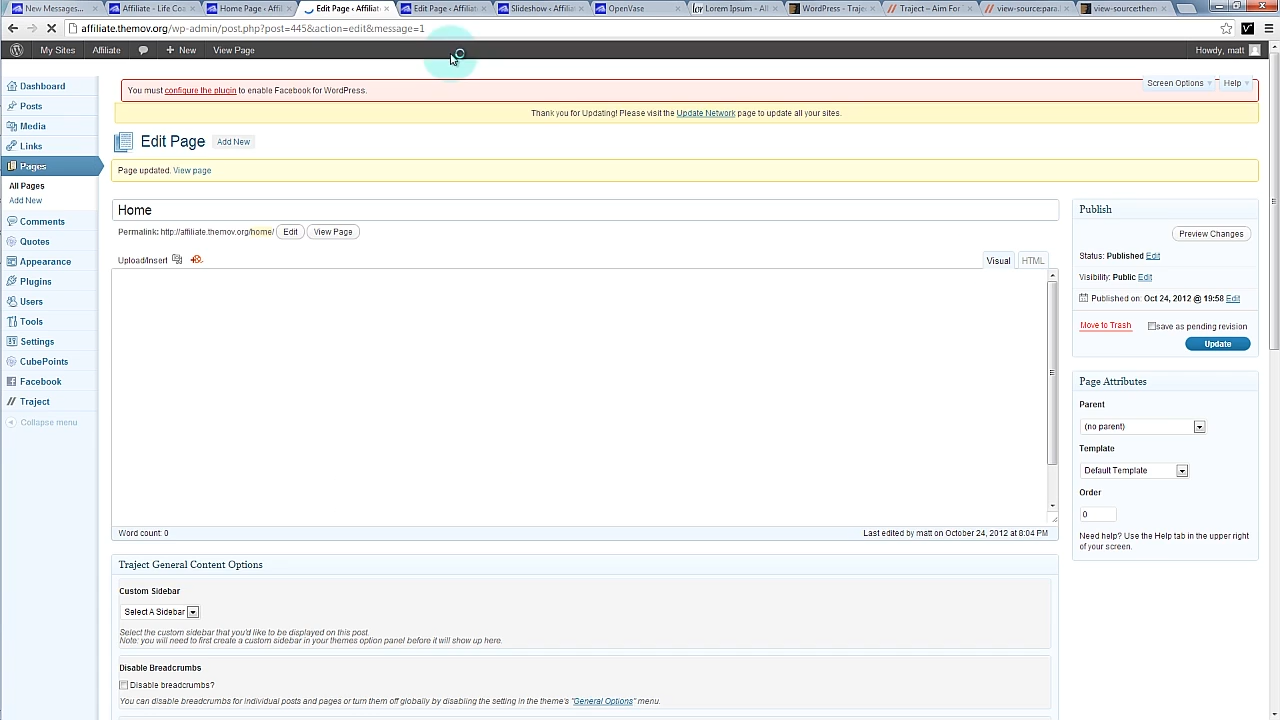 New Messages...
Affiliate - Life Co
Home Page ‹ Affil
Edit Page ‹ Affiliat
Edit Page ‹ Affiliat
Slideshow ‹ Affilia
OpenVase
Lorem Ipsum - All
WordPress - Traje
Traject – Aim For
view-source:para.l
view-source:them
affiliate.themov.org/wp-admin/post.php?post=445&action=edit&message=1
My Sites
Affiliate
+ New
View Page
Howdy, matt
Dashboard
Posts
Media
Links
Pages
All Pages
Add New
Comments
Quotes
Appearance
Plugins
Users
Tools
Settings
CubePoints
Facebook
Traject
Collapse menu
You must configure the plugin to enable Facebook for WordPress.
Screen Options
Help
Thank you for Updating! Please visit the Update Network page to update all your sites.
Edit Page
Add New
Page updated. View page
Home
Permalink: http://affiliate.themov.org/home/
Edit
View Page
Upload/Insert
Visual
HTML
Word count: 0
Last edited by matt on October 24, 2012 at 8:04 PM
Traject General Content Options
Custom Sidebar
Select A Sidebar
Select the custom sidebar that you'd like to be displayed on this post.
Note: you will need to first create a custom sidebar in your themes option panel before it will show up here.
Disable Breadcrumbs
Disable breadcrumbs?
You can disable breadcrumbs for individual posts and pages or turn them off globally by disabling the setting in the theme's "General Options" menu.
Publish
Preview Changes
Status: Published Edit
Visibility: Public Edit
Published on: Oct 24, 2012 @ 19:58 Edit
Move to Trash
save as pending revision
Update
Page Attributes
Parent
(no parent)
Template
Default Template
Order
0
Need help? Use the Help tab in the upper right
of your screen.